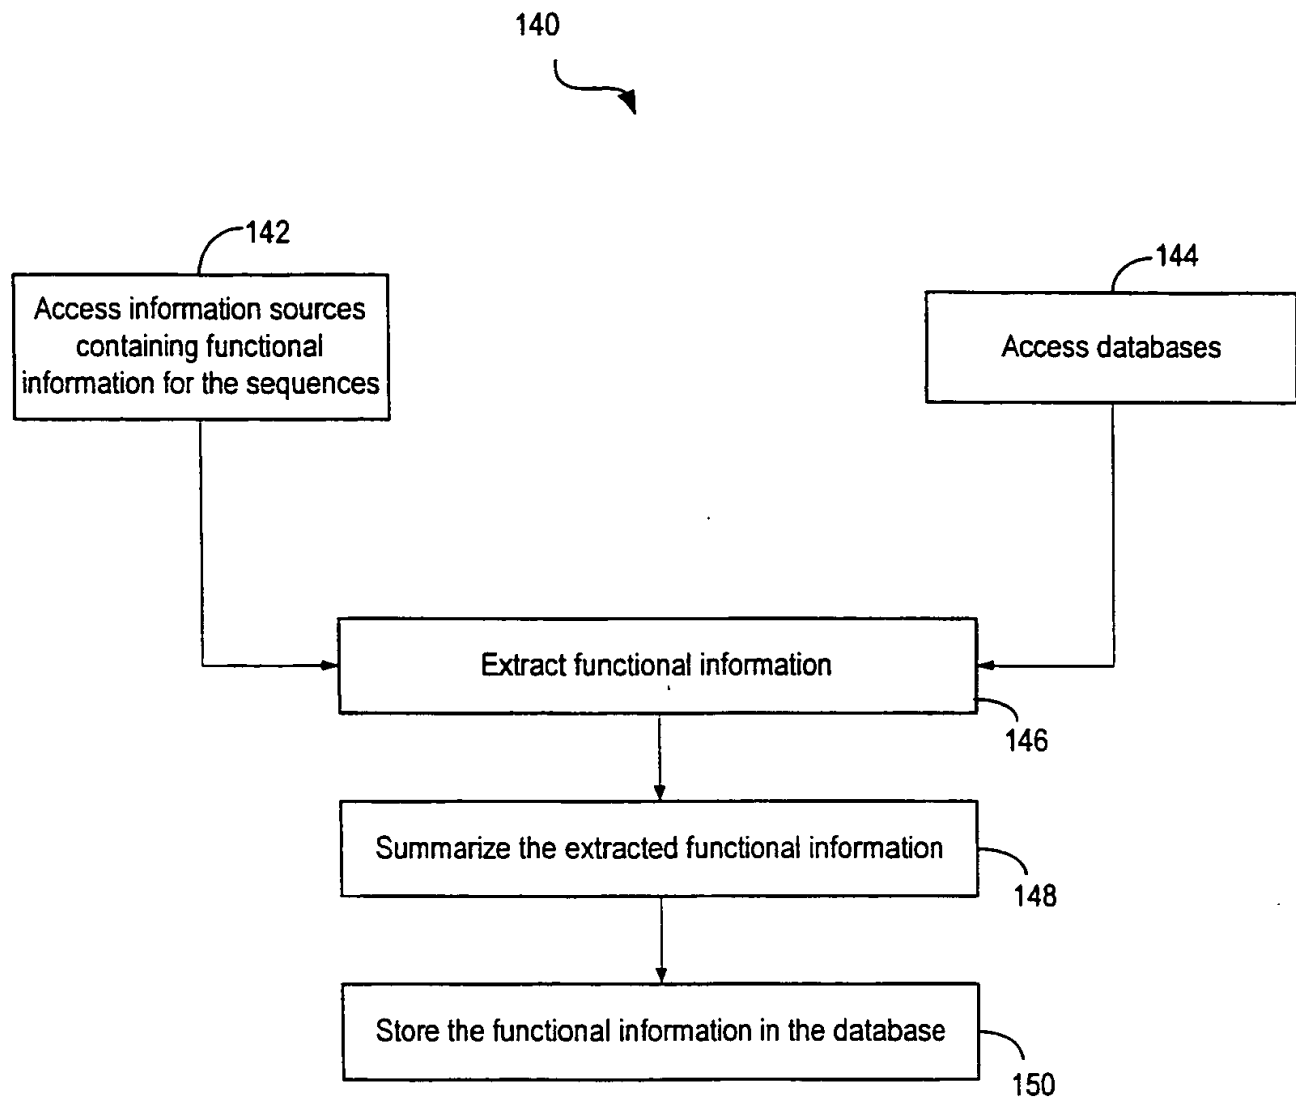 140
142
Access information sources
containing functional
information for the sequences
144
Access databases
Extract functional information
146
Summarize the extracted functional information
148
Store the functional information in the database
150